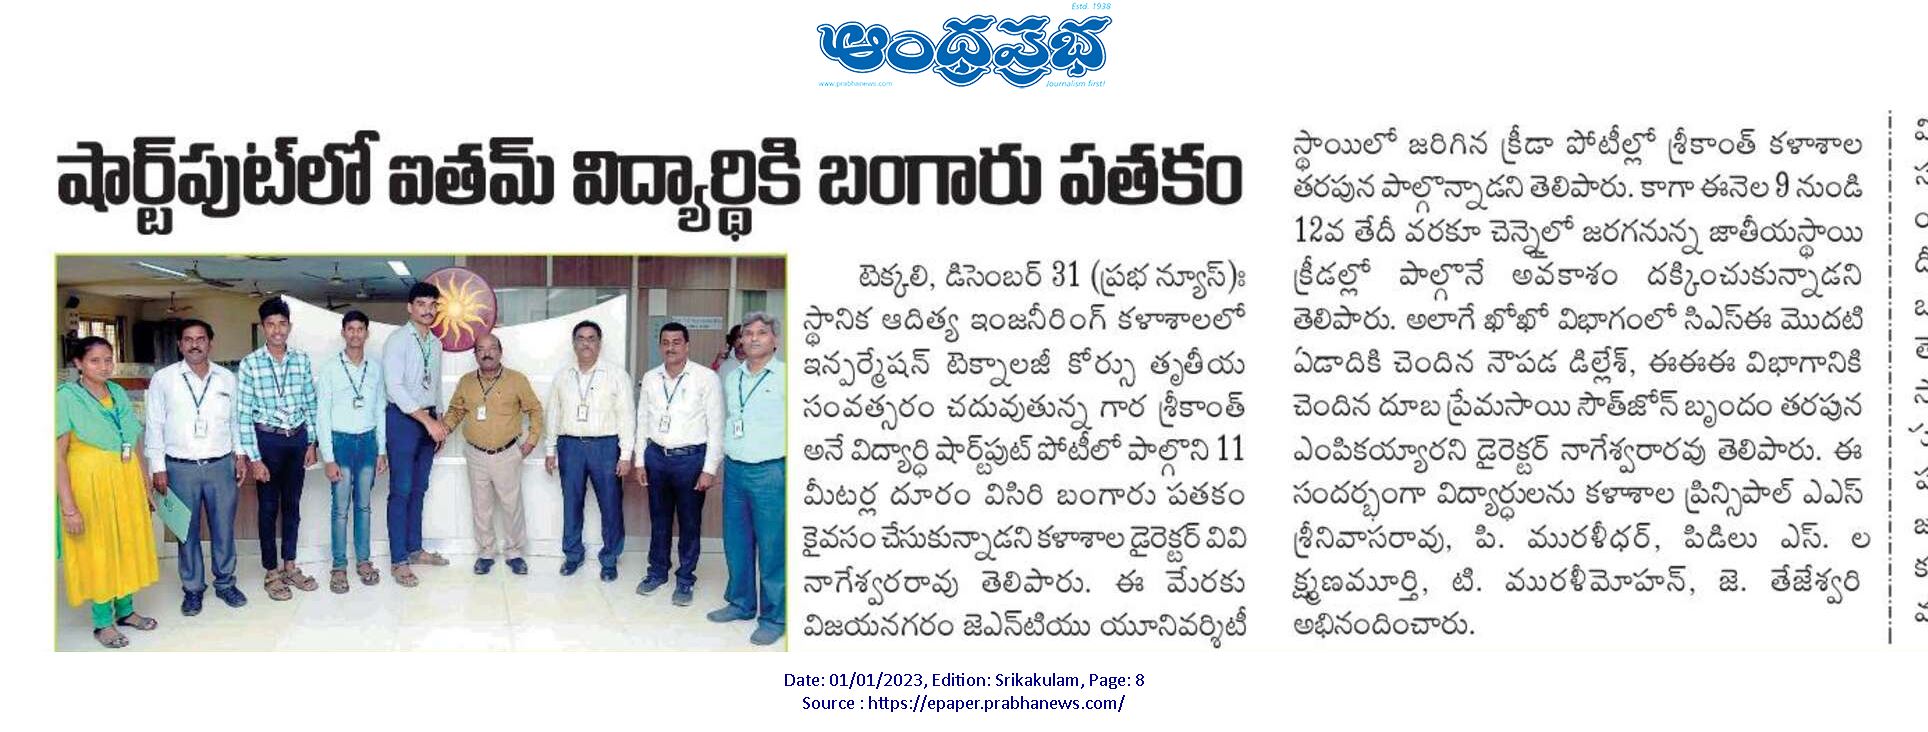 Estd. 1938
ఆంధ్రప్రభ
www.prabhanews.com
Journalism first!
షార్ట్‌పుట్‌లో ఐతమ్ విద్యార్థికి బంగారు పతకం
టెక్కలి, డిసెంబర్ 31 (ప్రభ న్యూస్):
స్థానిక ఆదిత్య ఇంజనీరింగ్ కళాశాలలో
ఇన్ఫర్మేషన్ టెక్నాలజీ కోర్సు తృతీయ
సంవత్సరం చదువుతున్న గార శ్రీకాంత్
అనే విద్యార్థి షార్ట్‌పుట్ పోటీలో పాల్గొని 11
మీటర్ల దూరం విసిరి బంగారు పతకం
కైవసం చేసుకున్నాడని కళాశాల డైరెక్టర్ వివి
నాగేశ్వరరావు తెలిపారు. ఈ మేరకు
విజయనగరం జెఎన్‌టియు యూనివర్శిటీ
స్థాయిలో జరిగిన క్రీడా పోటీల్లో శ్రీకాంత్ కళాశాల
తరపున పాల్గొన్నాడని తెలిపారు. కాగా ఈనెల 9 నుండి
12వ తేదీ వరకూ చెన్నైలో జరగనున్న జాతీయస్థాయి
క్రీడల్లో పాల్గొనే అవకాశం దక్కించుకున్నాడని
తెలిపారు. అలాగే ఖోఖో విభాగంలో సిఎస్ఈ మొదటి
ఏడాదికి చెందిన నౌపడ డిల్లేశ్, ఈఈఈ విభాగానికి
చెందిన దూబ ప్రేమసాయి సౌత్‌జోన్ బృందం తరపున
ఎంపికయ్యారని డైరెక్టర్ నాగేశ్వరారవు తెలిపారు. ఈ
సందర్భంగా విద్యార్థులను కళాశాల ప్రిన్సిపాల్ ఎఎస్
శ్రీనివాసరావు, పి. మురళీధర్, పిడిలు ఎస్. ల
క్ష్మణమూర్తి, టి. మురళీమోహన్, జె. తేజేశ్వరి
అభినందించారు.
Date: 01/01/2023, Edition: Srikakulam, Page: 8
Source : https://epaper.prabhanews.com/